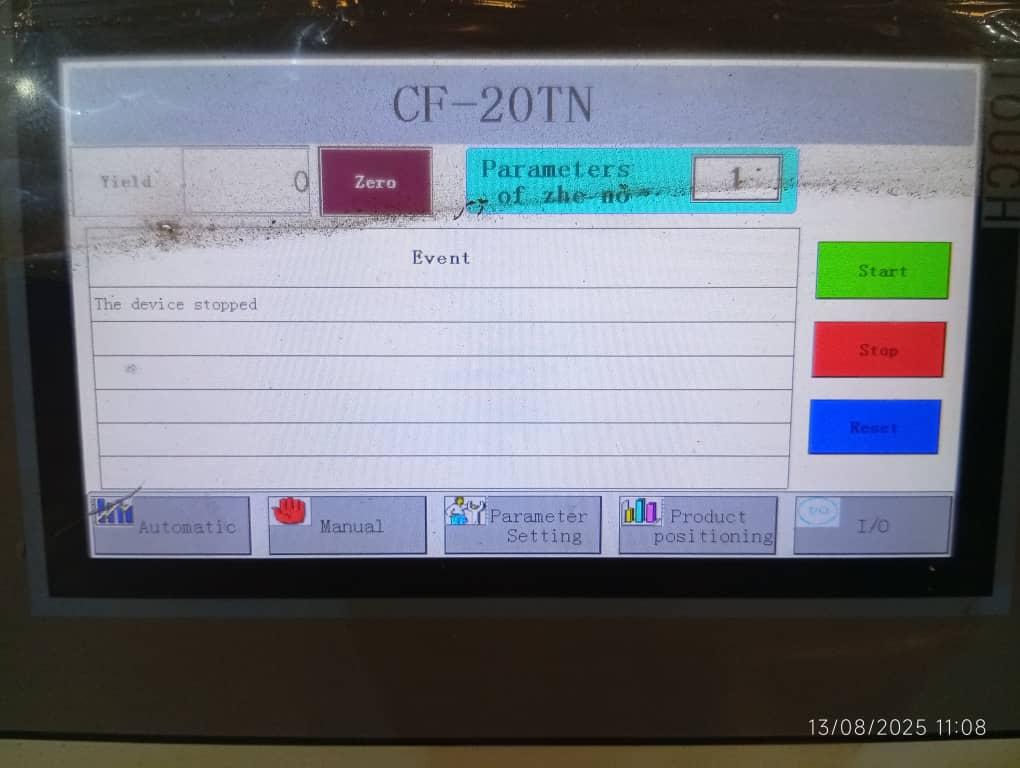 CF-20TN
TOUCH
Yield 0 Zero
Parameters 1
of zhe no
Event
The device stopped
Start
Stop
Reset
Automatic
Manual
Parameter
Setting
Product
positioning
I/O
I/O
13/08/2025 11:08